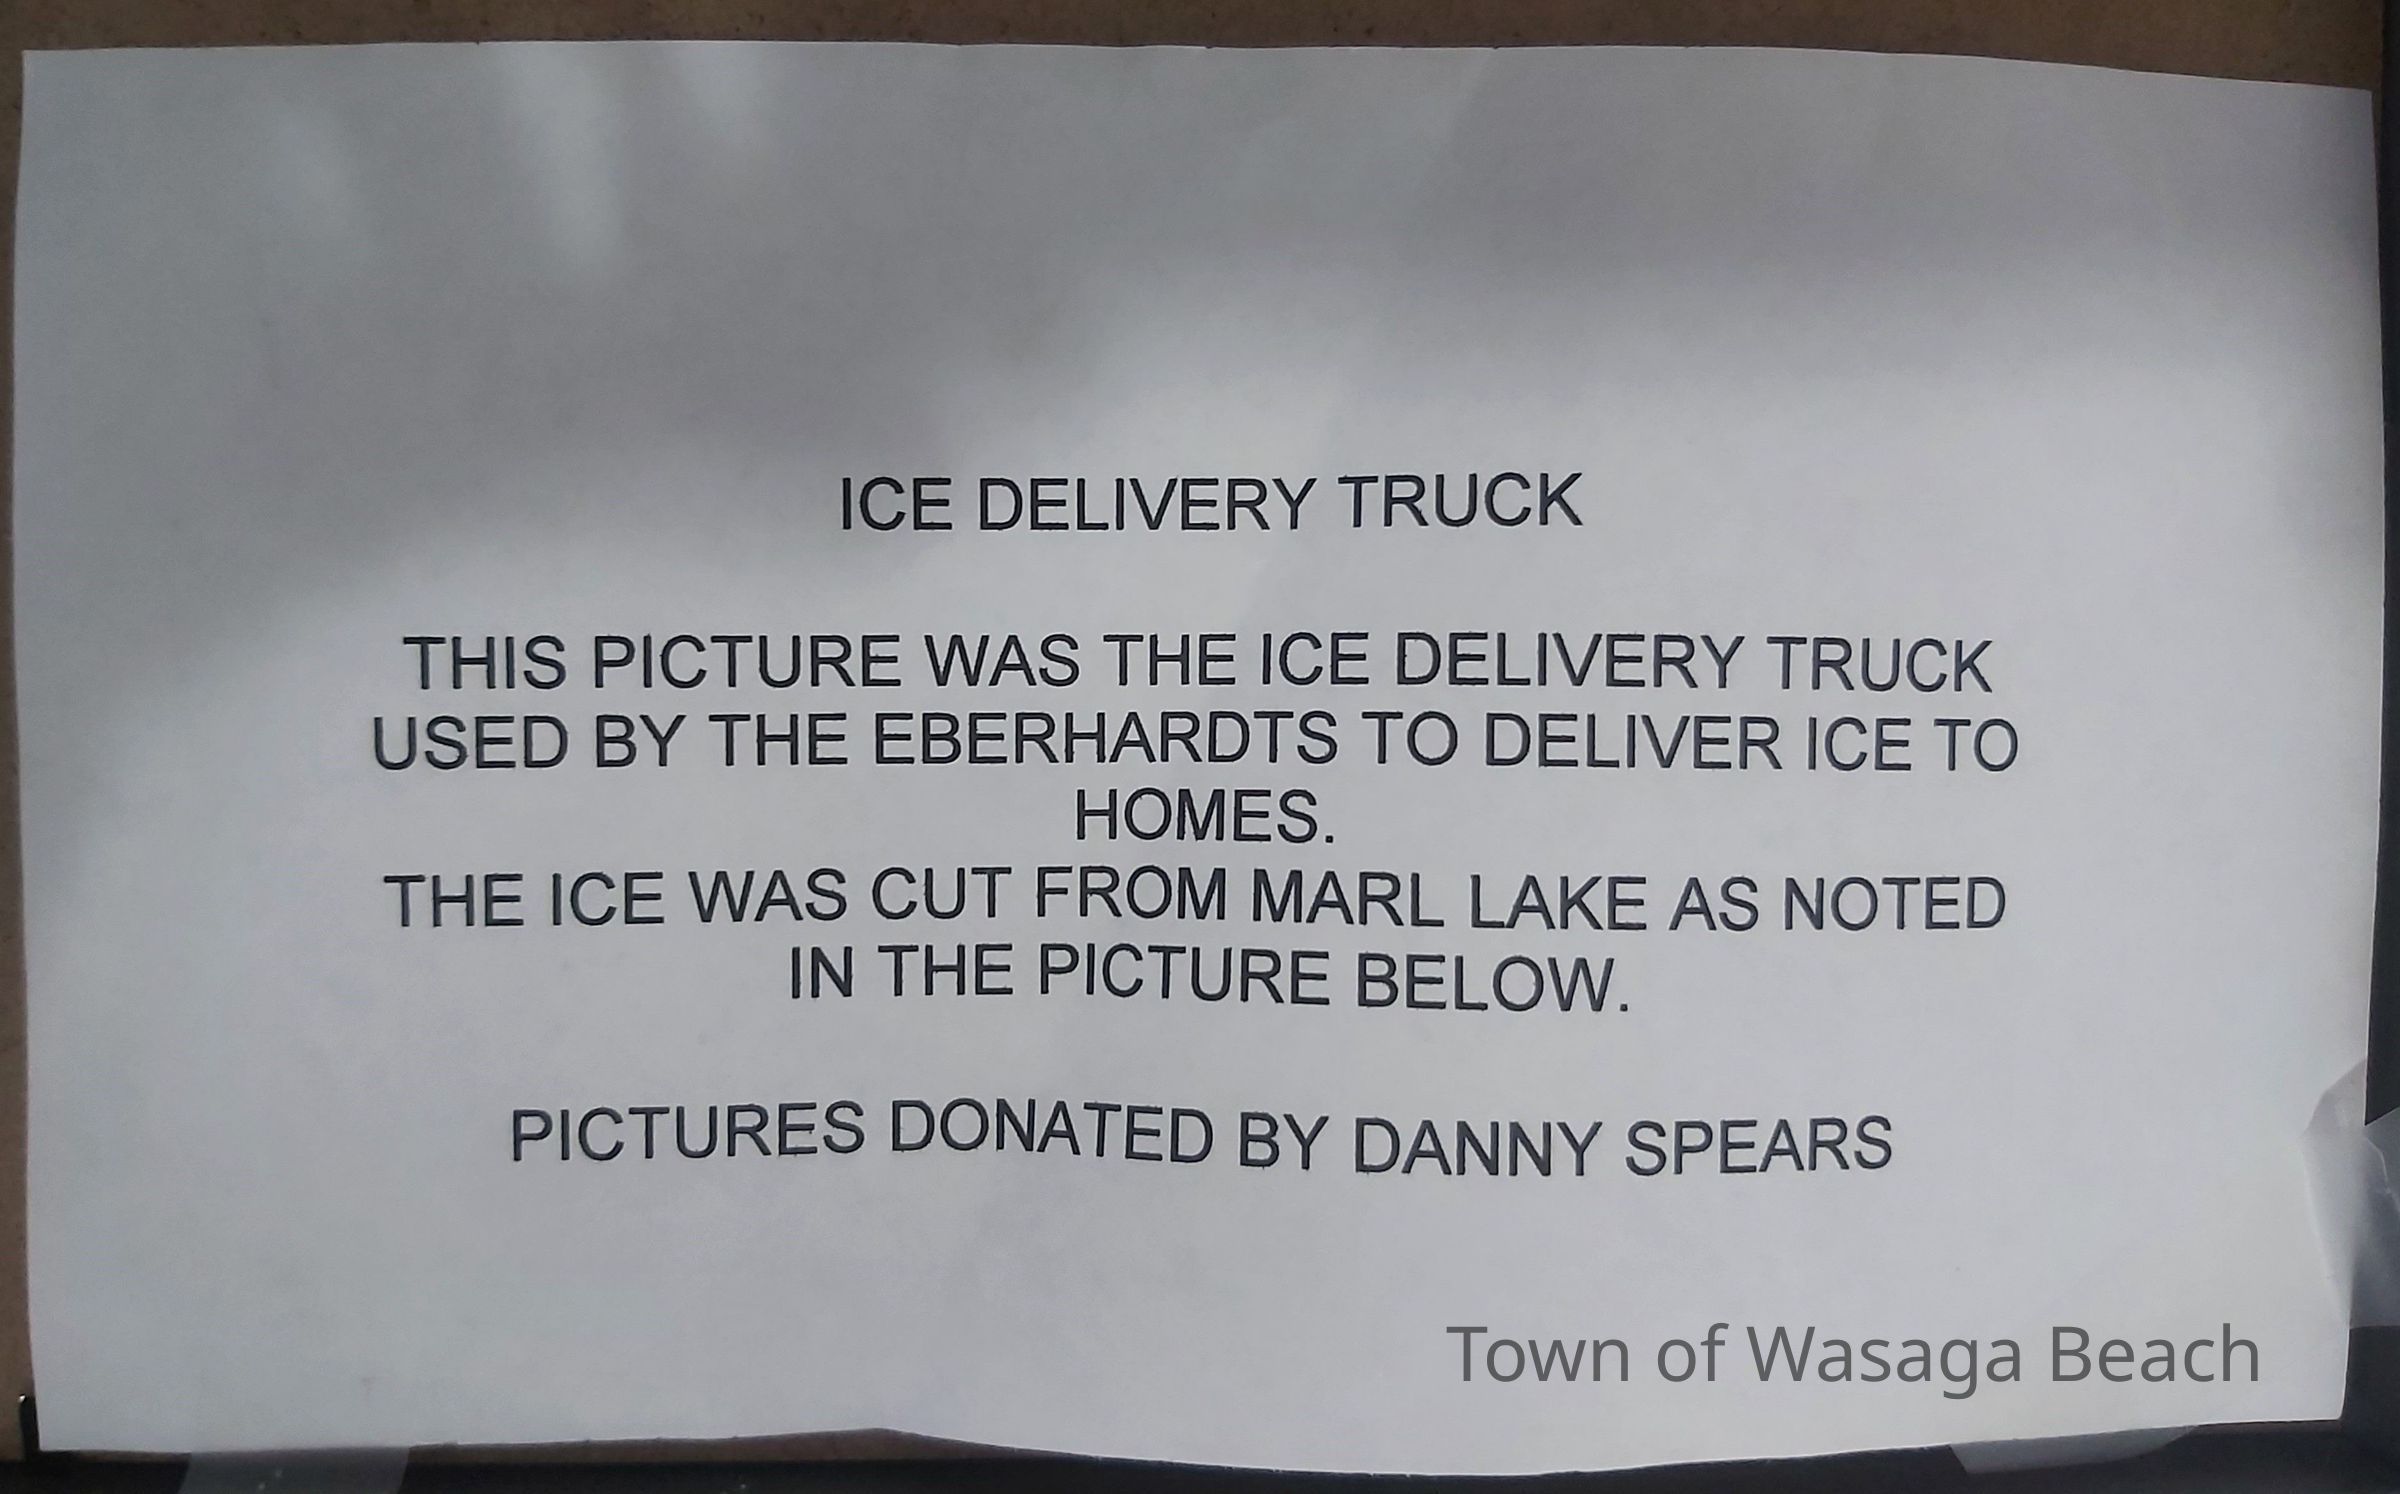 ICE DELIVERY TRUCK
THIS PICTURE WAS THE ICE DELIVERY TRUCK
USED BY THE EBERHARDTS TO DELIVER ICE TO
HOMES.
THE ICE WAS CUT FROM MARL LAKE AS NOTED
IN THE PICTURE BELOW.
PICTURES DONATED BY DANNY SPEARS
Town of Wasaga Beach